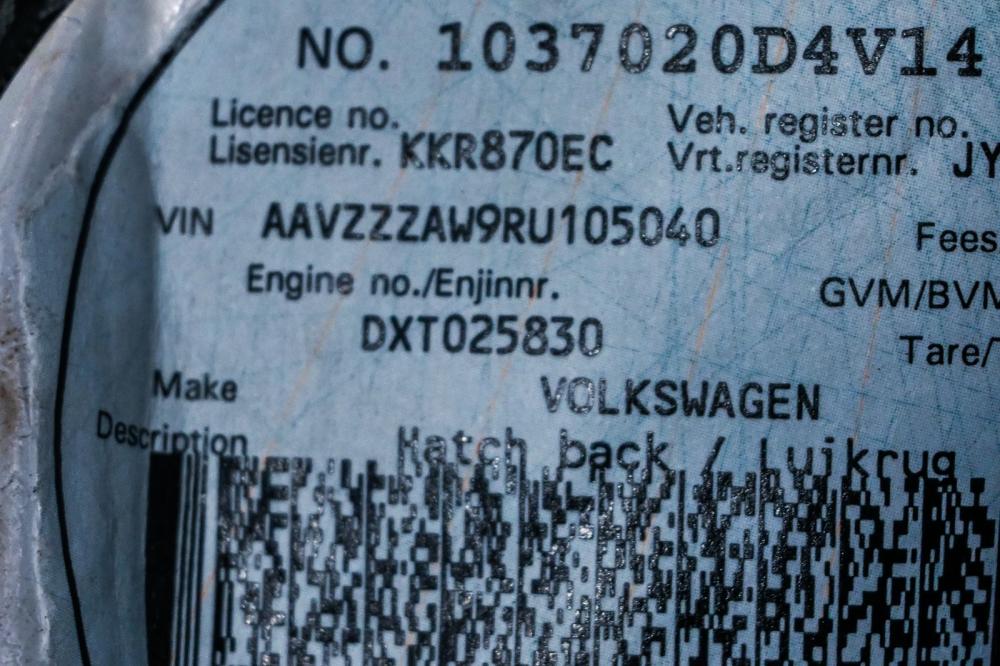 NO. 1037020D4V14
Licence no. Veh. register no.
Lisensienr. KKR870EC Vrt.registernr. JY
VIN AAVZZZAW9RU105040 Fees
Engine no./Enjinnr. GVM/BVM
DXT025830 Tare/
Make VOLKSWAGEN
Description Hatch back / Luikrug